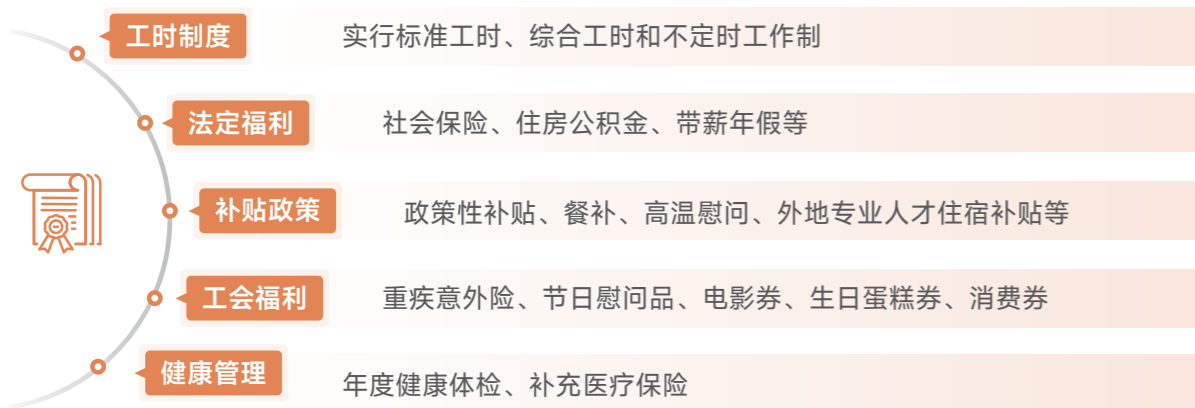 工时制度 实行标准工时、综合工时和不定时工作制
法定福利 社会保险、住房公积金、带薪年假等
补贴政策 政策性补贴、餐补、高温慰问、外地专业人才住宿补贴等
工会福利 重疾意外险、节日慰问品、电影券、生日蛋糕券、消费券
健康管理 年度健康体检、补充医疗保险